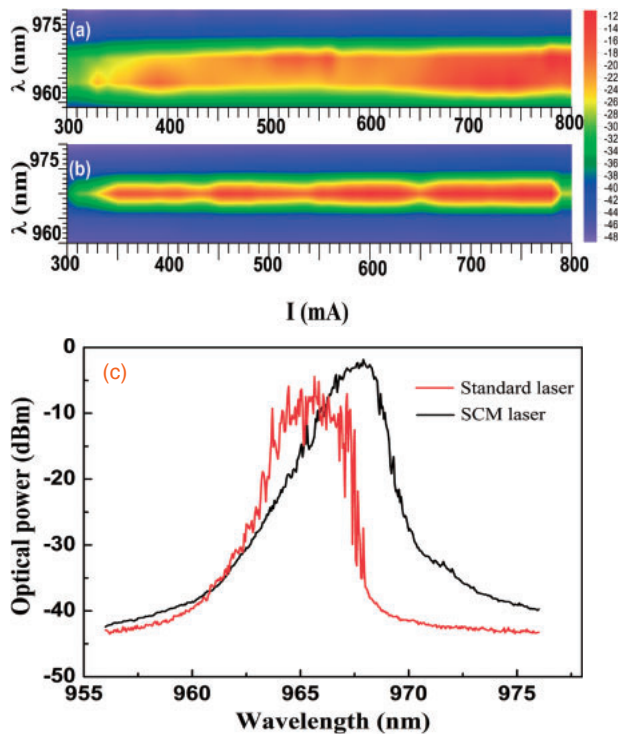 (a)
λ (nm)
975
960
300 400 500 600 700 800
(b)
λ (nm)
975
960
300 400 500 600 700 800
I (mA)
-12
-14
-16
-18
-20
-22
-24
-26
-28
-30
-32
-34
-36
-38
-40
-42
-44
-46
-48
(c)
Standard laser
SCM laser
Optical power (dBm)
0
-10
-20
-30
-40
-50
955 960 965 970 975
Wavelength (nm)